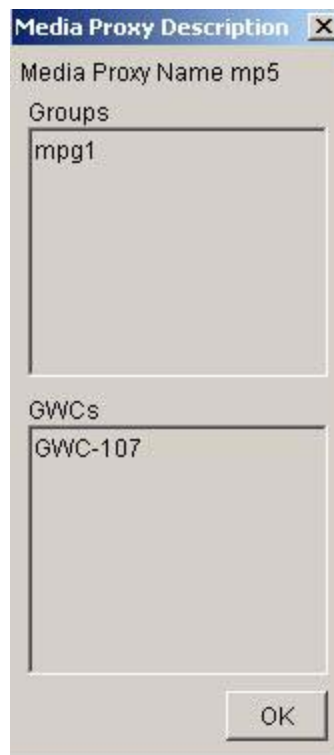 Media Proxy Description
Media Proxy Name mp5
Groups
mpg1
GWCs
GWC-107
OK